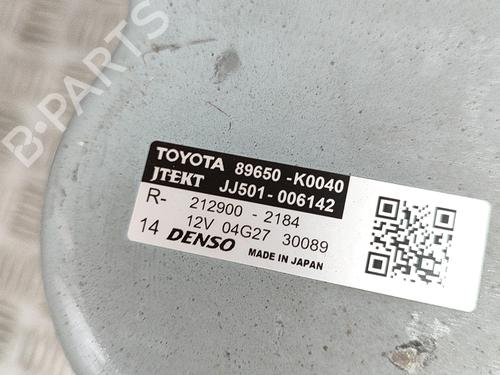 B-PARTS
TOYOTA 89650-K0040
JTEKT JJ501-006142
R- 212900-2184
12V 04G27 30089
14 DENSO MADE IN JAPAN